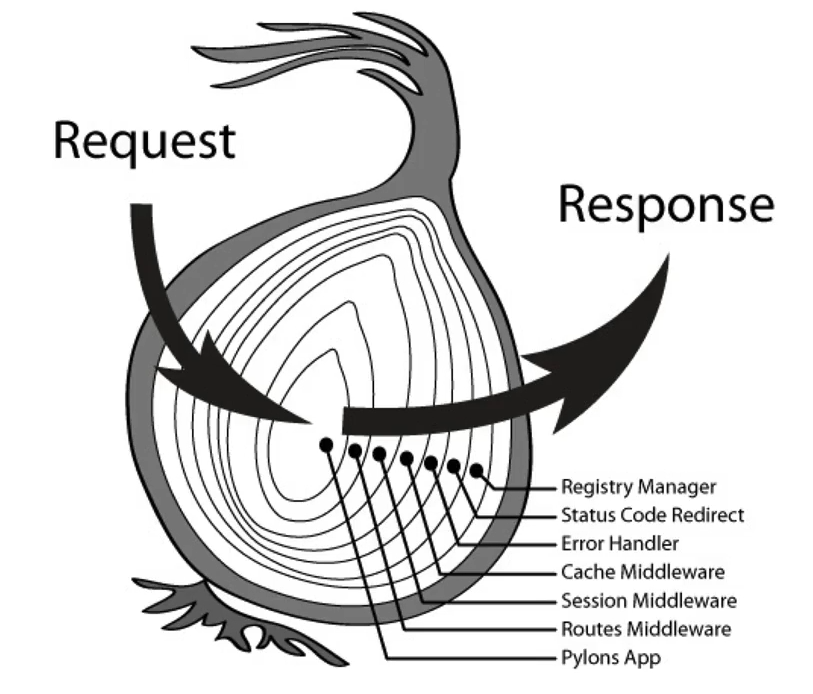 Request
Response
Registry Manager
Status Code Redirect
Error Handler
Cache Middleware
Session Middleware
Routes Middleware
Pylons App